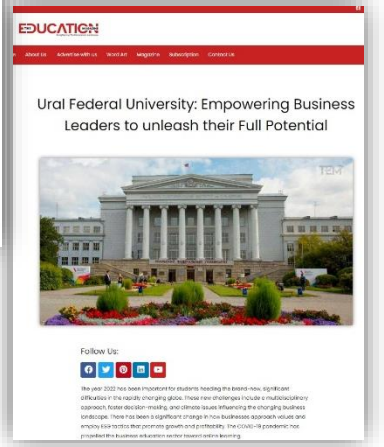 EDUCATION
About Us Advertise with us Word Art Magazine Subscription Contact Us
Ural Federal University: Empowering Business
Leaders to unleash their Full Potential
TEM
Follow Us:
The year 2022 has been important for students heeding the brand-new, significant
difficulties in the rapidly changing globe. These new challenges include a multidisciplinary
approach, faster decision-making, and climate issues influencing the changing business
landscape. There has been a significant change in how businesses approach values and
employ ESG tactics that promote growth and profitability. The COVID-19 pandemic has
propelled the business education sector toward online learning.